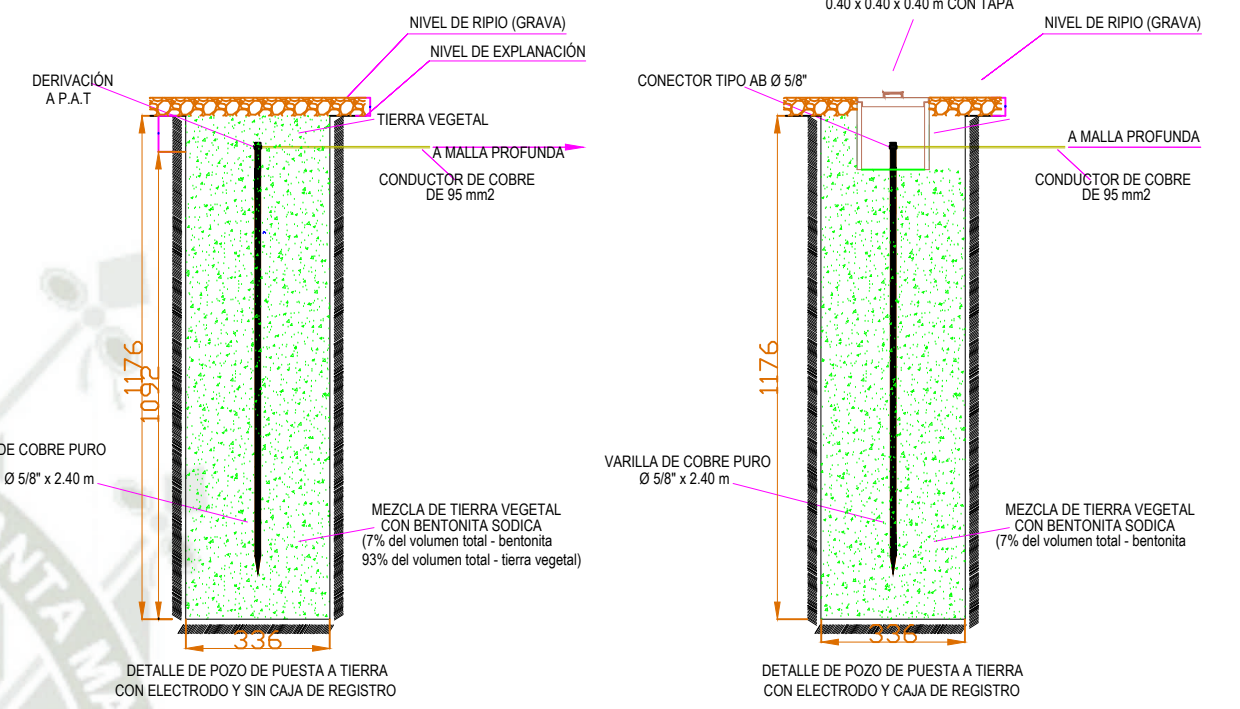 NIVEL DE RIPIO (GRAVA)
NIVEL DE EXPLANACIÓN
DERIVACIÓN
A P.A.T
TIERRA VEGETAL
A MALLA PROFUNDA
CONDUCTOR DE COBRE
DE 95 mm2
1176
1092
DE COBRE PURO
Ø 5/8" x 2.40 m
MEZCLA DE TIERRA VEGETAL
CON BENTONITA SODICA
(7% del volumen total - bentonita
93% del volumen total - tierra vegetal)
336
DETALLE DE POZO DE PUESTA A TIERRA
CON ELECTRODO Y SIN CAJA DE REGISTRO
0.40 x 0.40 x 0.40 m CON TAPA
NIVEL DE RIPIO (GRAVA)
CONECTOR TIPO AB Ø 5/8"
A MALLA PROFUNDA
CONDUCTOR DE COBRE
DE 95 mm2
1176
VARILLA DE COBRE PURO
Ø 5/8" x 2.40 m
MEZCLA DE TIERRA VEGETAL
CON BENTONITA SODICA
(7% del volumen total - bentonita
336
DETALLE DE POZO DE PUESTA A TIERRA
CON ELECTRODO Y CAJA DE REGISTRO